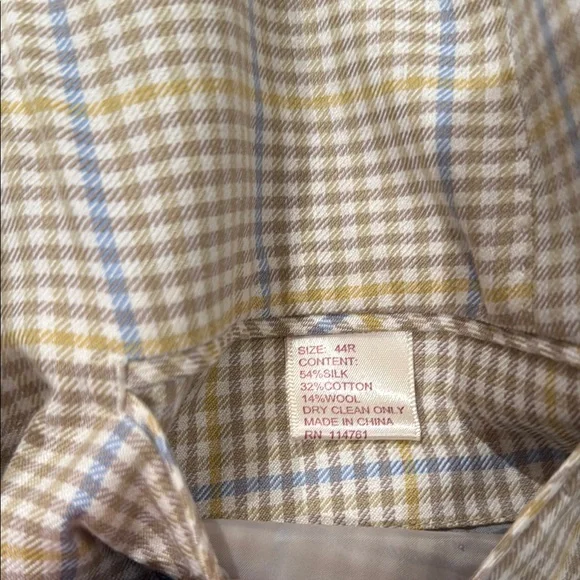 SIZE: 44R
CONTENT:
54%SILK
32%COTTON
14%WOOL
DRY CLEAN ONLY
MADE IN CHINA
RN 114761